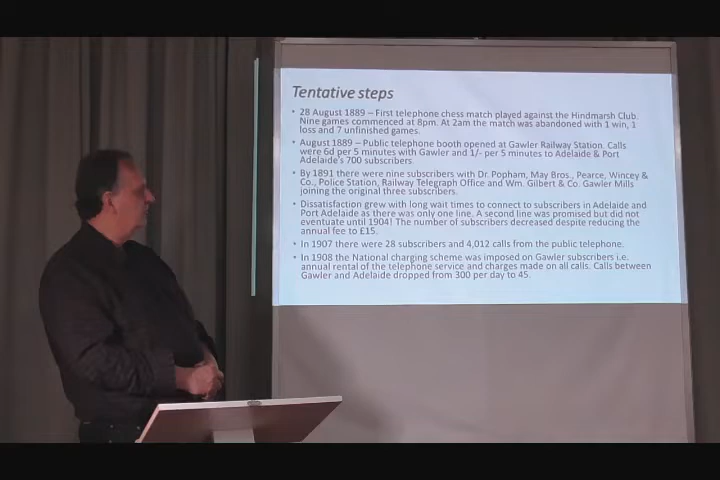 Tentative steps
• 28 August 1889 – First telephone chess match played against the Hindmarsh Club.
Nine games commenced at 8pm. At 2am the match was abandoned with 1 win, 1
loss and 7 unfinished games.
• August 1889 – Public telephone booth opened at Gawler Railway Station. Calls
were 6d per 5 minutes with Gawler and 1/- per 5 minutes to Adelaide & Port
Adelaide's 700 subscribers.
• By 1891 there were nine subscribers with Dr. Popham, May Bros., Pearce, Wincey &
Co., Police Station, Railway Telegraph Office and Wm. Gilbert & Co. Gawler Mills
joining the original three subscribers.
• Dissatisfaction grew with long wait times to connect to subscribers in Adelaide and
Port Adelaide as there was only one line. A second line was promised but did not
eventuate until 1904! The number of subscribers decreased despite reducing the
annual fee to £15.
• In 1907 there were 28 subscribers and 4,012 calls from the public telephone.
• In 1908 the National charging scheme was imposed on Gawler subscribers i.e.
annual rental of the telephone service and charges made on all calls. Calls between
Gawler and Adelaide dropped from 300 per day to 45.